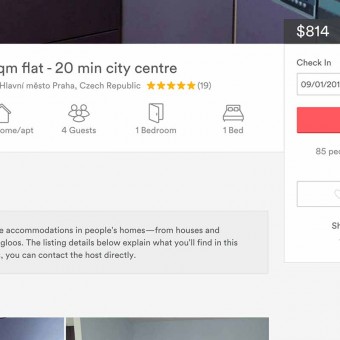 $814
qm flat - 20 min city centre
Check In
Hlavní město Praha, Czech Republic (19)
09/01/201
ome/apt 4 Guests 1 Bedroom 1 Bed
85 peo
Sh
e accommodations in people's homes—from houses and
gloos. The listing details below explain what you'll find in this
, you can contact the host directly.